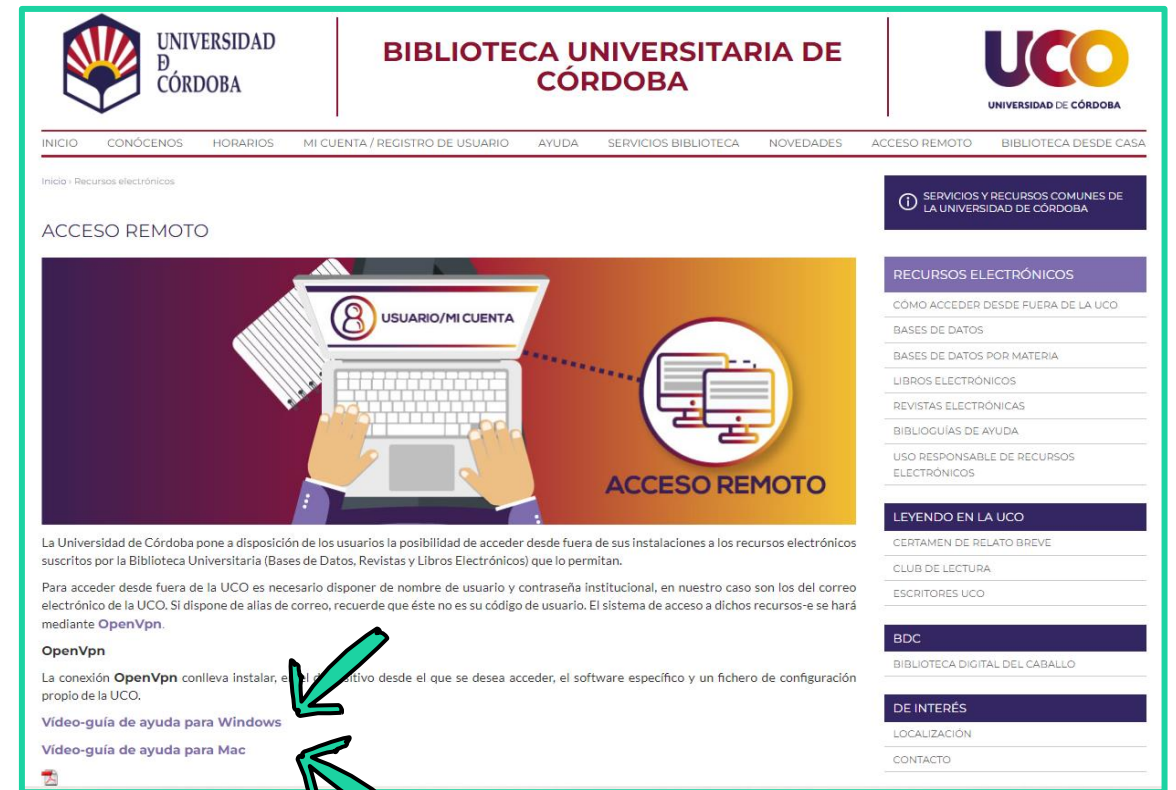 UNIVERSIDAD
D
CÓRDOBA
BIBLIOTECA UNIVERSITARIA DE
CÓRDOBA
UCO
UNIVERSIDAD DE CÓRDOBA
INICIO CONÓCENOS HORARIOS MI CUENTA / REGISTRO DE USUARIO AYUDA SERVICIOS BIBLIOTECA NOVEDADES ACCESO REMOTO BIBLIOTECA DESDE CASA
Inicio › Recursos electrónicos
ACCESO REMOTO
USUARIO/MI CUENTA
ACCESO REMOTO
La Universidad de Córdoba pone a disposición de los usuarios la posibilidad de acceder desde fuera de sus instalaciones a los recursos electrónicos
suscritos por la Biblioteca Universitaria (Bases de Datos, Revistas y Libros Electrónicos) que lo permitan.
Para acceder desde fuera de la UCO es necesario disponer de nombre de usuario y contraseña institucional, en nuestro caso son los del correo
electrónico de la UCO. Si dispone de alias de correo, recuerde que éste no es su código de usuario. El sistema de acceso a dichos recursos-e se hará
mediante OpenVpn.
OpenVpn
La conexión OpenVpn conlleva instalar, desde el que se desea acceder, el software específico y un fichero de configuración
propio de la UCO.
Vídeo-guía de ayuda para Windows
Vídeo-guía de ayuda para Mac
SERVICIOS Y RECURSOS COMUNES DE
LA UNIVERSIDAD DE CÓRDOBA
RECURSOS ELECTRÓNICOS
CÓMO ACCEDER DESDE FUERA DE LA UCO
BASES DE DATOS
BASES DE DATOS POR MATERIA
LIBROS ELECTRÓNICOS
REVISTAS ELECTRÓNICAS
BIBLIOGUÍAS DE AYUDA
USO RESPONSABLE DE RECURSOS
ELECTRÓNICOS
LEYENDO EN LA UCO
CERTAMEN DE RELATO BREVE
CLUB DE LECTURA
ESCRITORES UCO
BDC
BIBLIOTECA DIGITAL DEL CABALLO
DE INTERÉS
LOCALIZACIÓN
CONTACTO